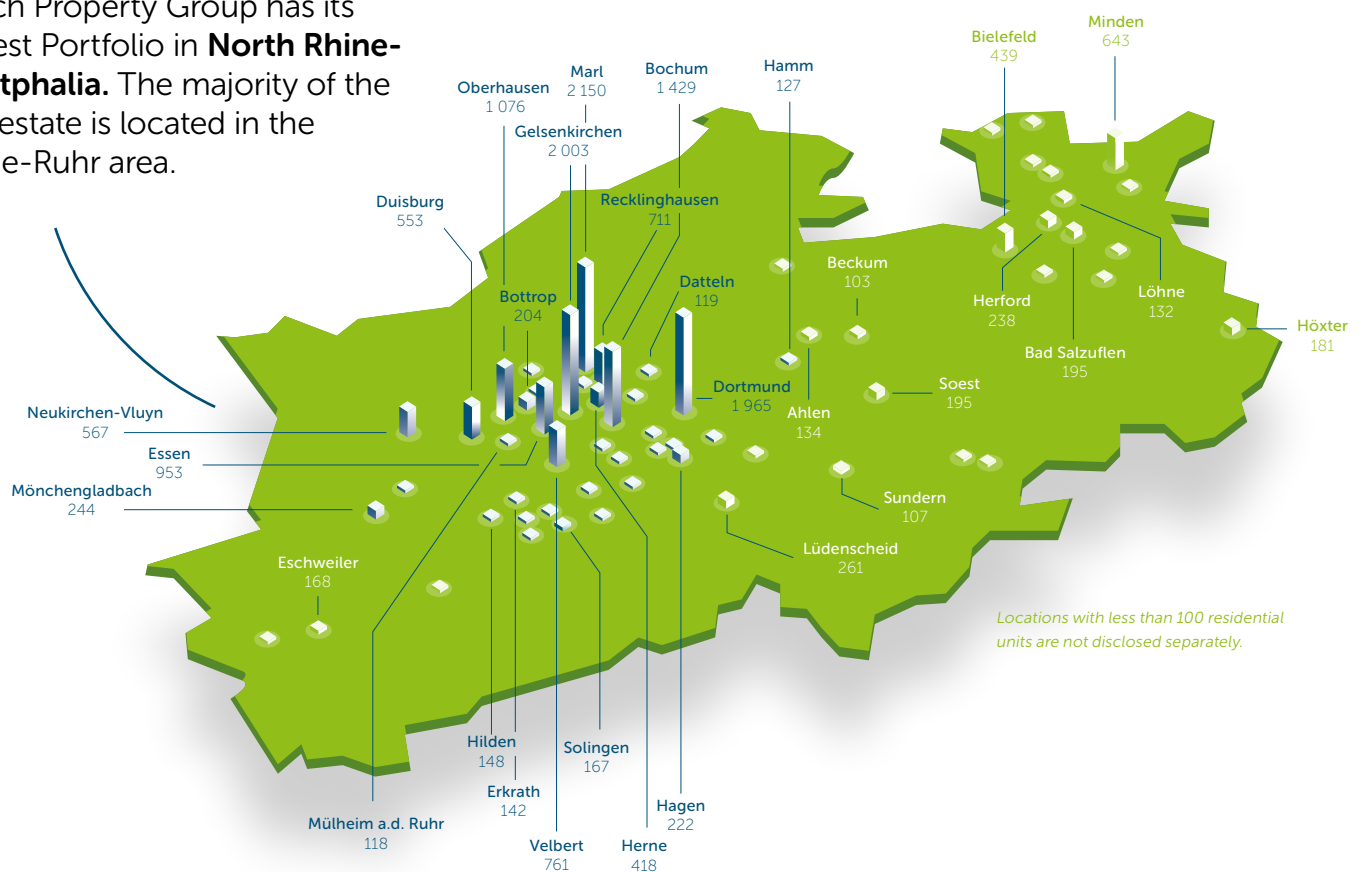 ch Property Group has its
est Portfolio in North Rhine-
tphalia. The majority of the
estate is located in the
e-Ruhr area.
Minden
643
Bielefeld
439
Hamm
127
Bochum
1 429
Marl
2 150
Oberhausen
1 076
Gelsenkirchen
2 003
Duisburg
553
Recklinghausen
711
Beckum
103
Datteln
119
Bottrop
204
Herford
238
Löhne
132
Höxter
181
Bad Salzuflen
195
Soest
195
Dortmund
1 965
Ahlen
134
Neukirchen-Vluyn
567
Essen
953
Mönchengladbach
244
Sundern
107
Lüdenscheid
261
Eschweiler
168
Locations with less than 100 residential
units are not disclosed separately.
Hilden
148
Solingen
167
Erkrath
142
Hagen
222
Mülheim a.d. Ruhr
118
Velbert
761
Herne
418